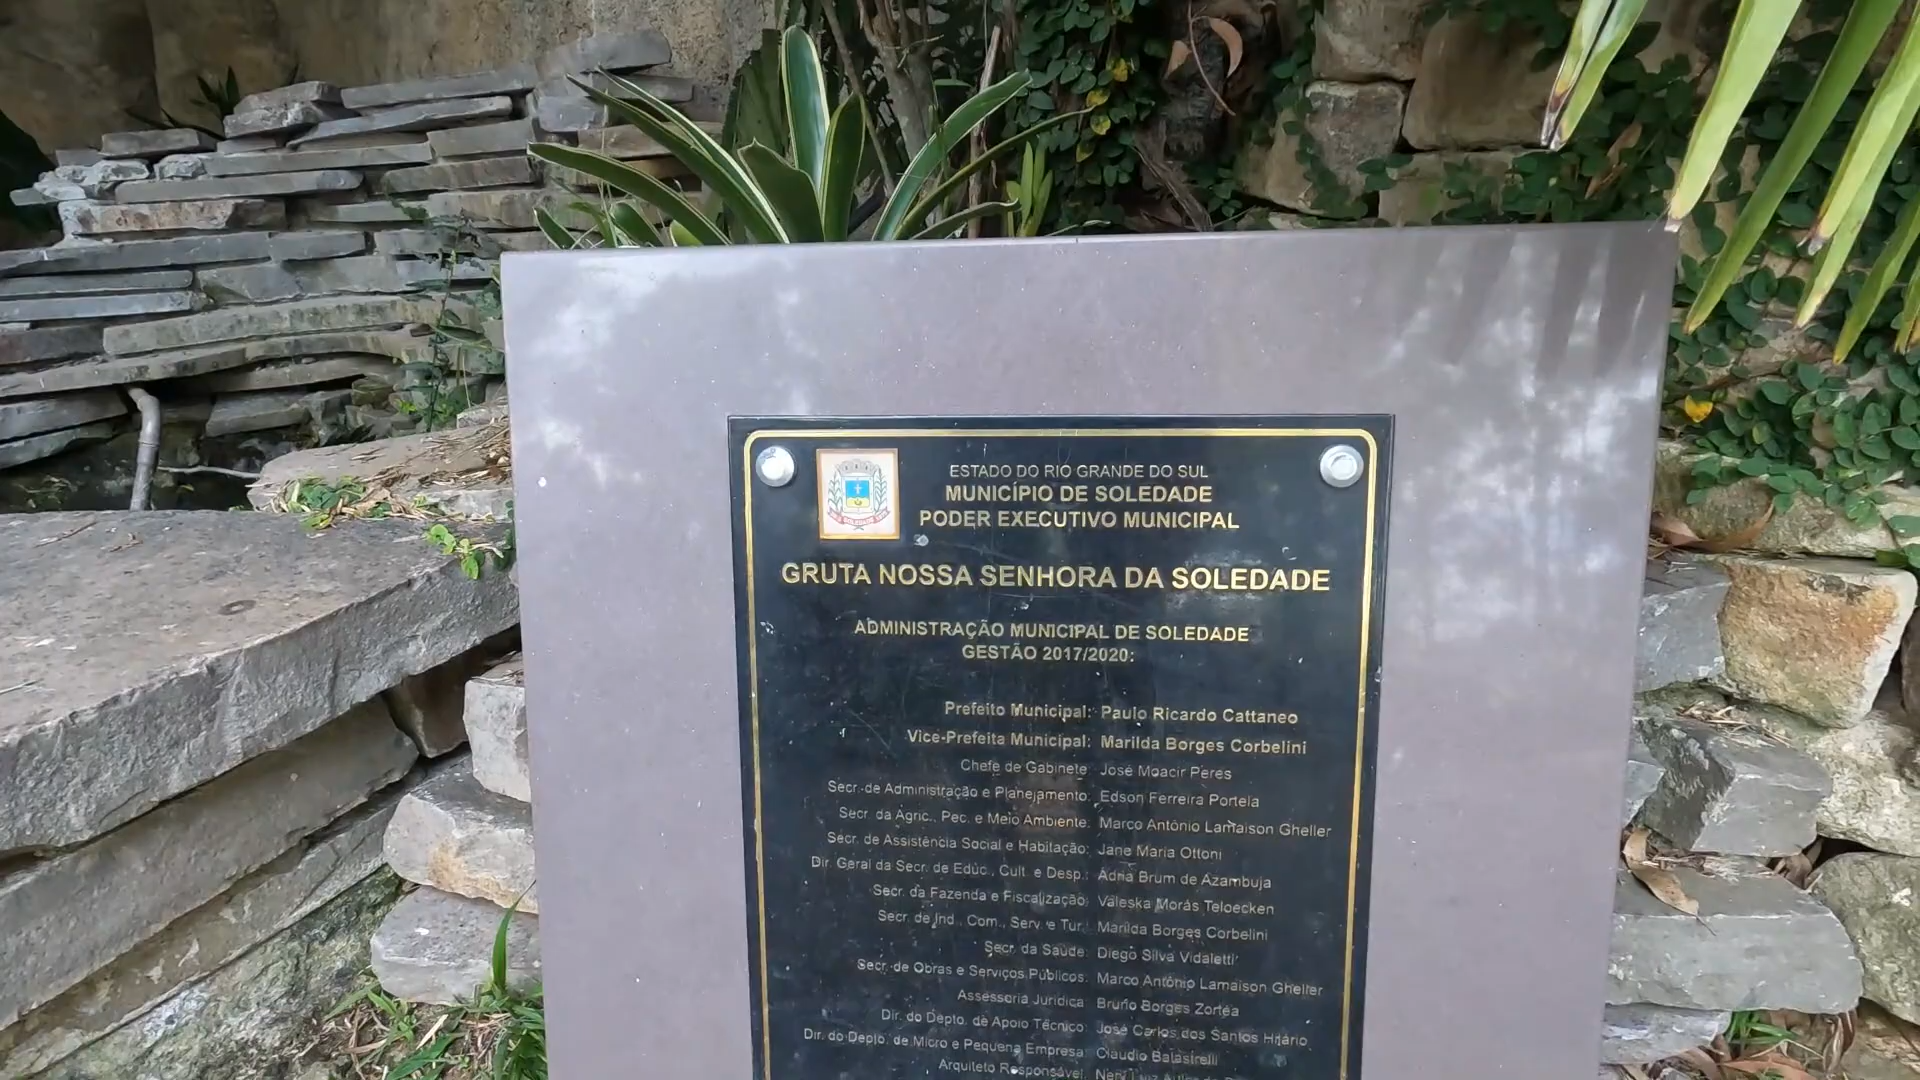 ESTADO DO RIO GRANDE DO SUL
MUNICÍPIO DE SOLEDADE
PODER EXECUTIVO MUNICIPAL
GRUTA NOSSA SENHORA DA SOLEDADE
ADMINISTRAÇÃO MUNICIPAL DE SOLEDADE
GESTÃO 2017/2020:
Prefeito Municipal: Paulo Ricardo Cattaneo
Vice-Prefeita Municipal: Marilda Borges Corbelini
Chefe de Gabinete: José Moacir Peres
Secr. de Administração e Planejamento: Edson Ferreira Portela
Secr. da Agric., Pec. e Meio Ambiente: Marco Antônio Lamaison Gheller
Secr. de Assistência Social e Habitação: Jane Maria Ottoni
Dir. Geral da Secr. de Educ., Cult. e Desp.: Adria Brum de Azambuja
Secr. da Fazenda e Fiscalização: Valeska Morás Teloecken
Secr. de Ind., Com., Serv. e Tur.: Marilda Borges Corbelini
Secr. da Saúde: Diego Silva Vidaletti
Secr. de Obras e Serviços Públicos: Marco Antônio Lamaison Gheller
Assessoria Jurídica: Bruno Borges Zortéa
Dir. do Depto. de Apoio Técnico: José Carlos dos Santos Hilário
Dir. do Depto. de Micro e Pequena Empresa: Claudio Balastrelli
Arquiteto Responsável: